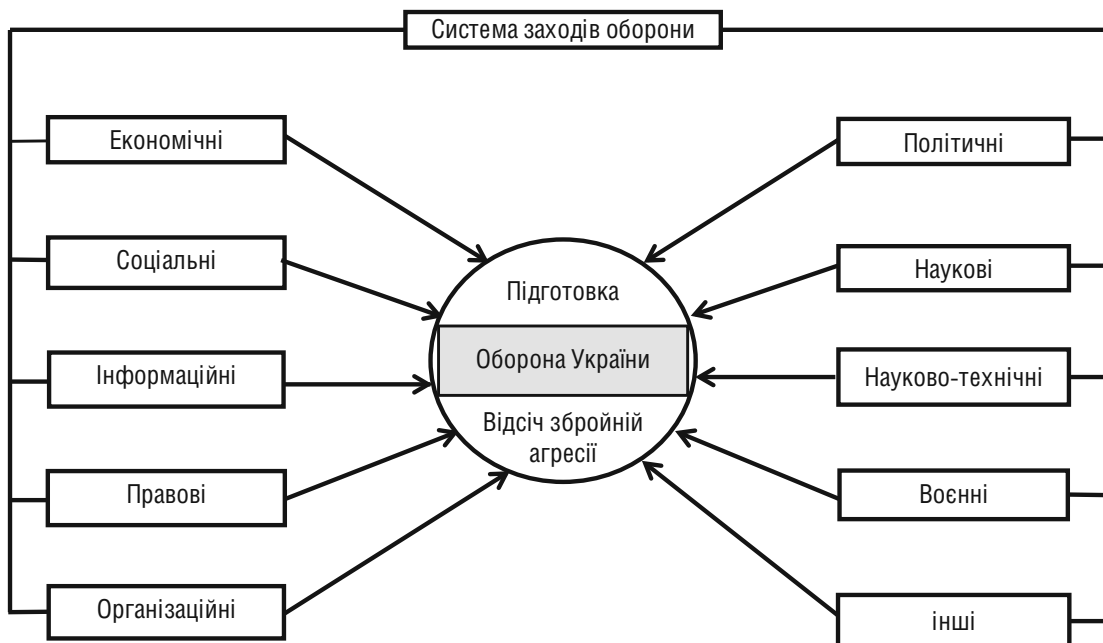 Система заходів оборони
Економічні
Соціальні
Інформаційні
Правові
Організаційні
Підготовка
Оборона України
Відсіч збройній
агресії
Політичні
Наукові
Науково-технічні
Воєнні
інші